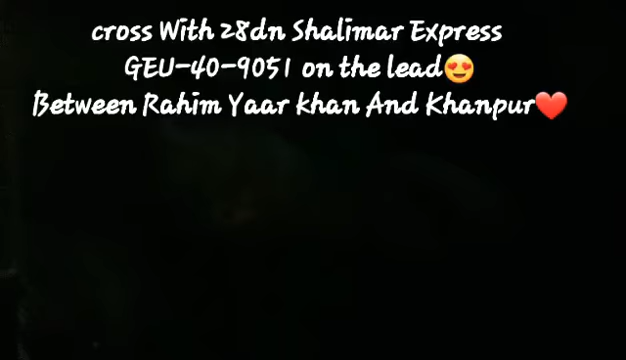 cross With 28dn Shalimar Express
GEU-40-9051 on the lead😍
Between Rahim Yaar khan And Khanpur❤️